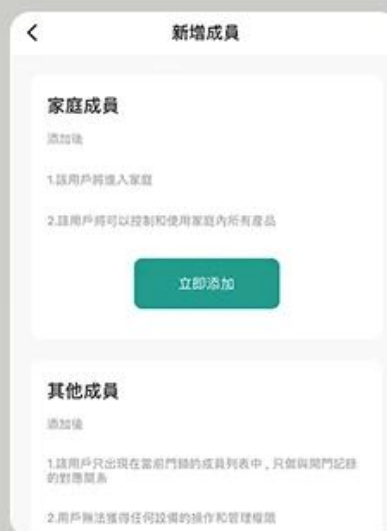 新增成員
家庭成員
添加後
1.該用戶將進入家庭
2.該用戶將可以控制和使用家庭內所有產品
立即添加
其他成員
添加後
1.該用戶只出現在當前門鎖的成員列表中，只做與開門記錄
的對應關系
2.用戶無法獲得任何設備的操作和管理權限